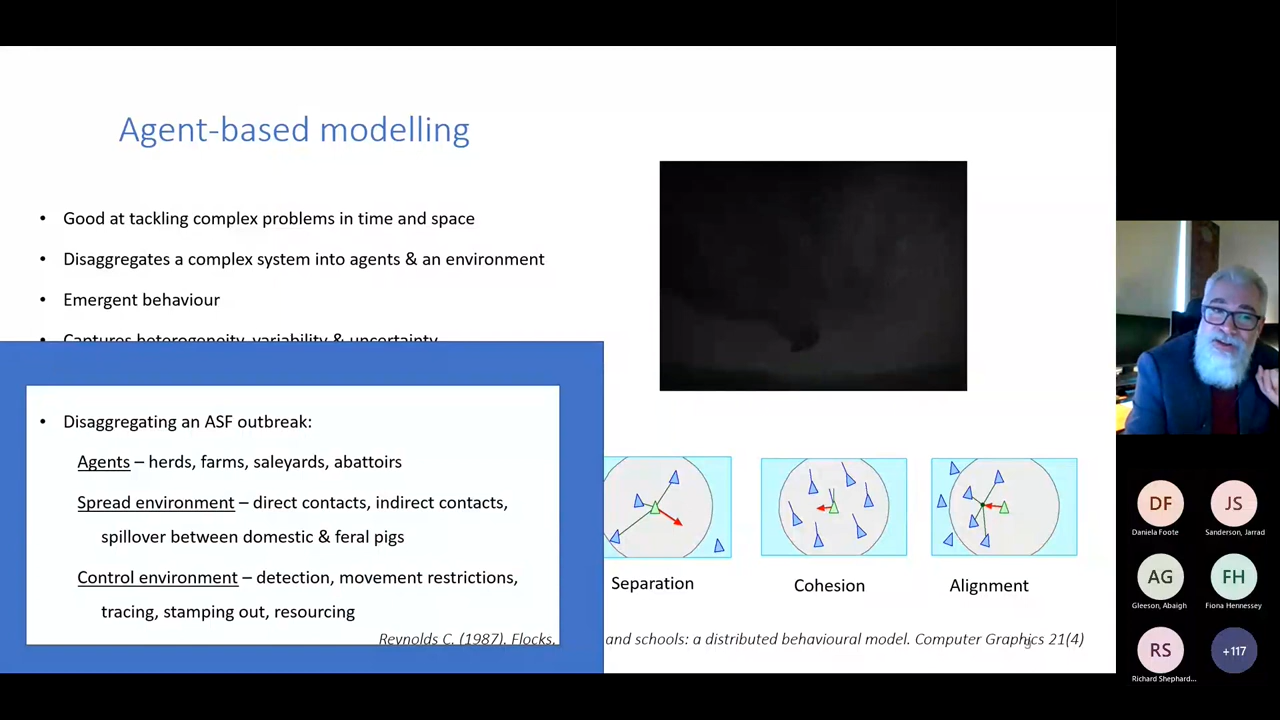 Agent-based modelling
• Good at tackling complex problems in time and space
• Disaggregates a complex system into agents & an environment
• Emergent behaviour
• Captures heterogeneity, variability & uncertainty
• Disaggregating an ASF outbreak:
Agents – herds, farms, saleyards, abattoirs
Spread environment – direct contacts, indirect contacts,
spillover between domestic & feral pigs
Control environment – detection, movement restrictions,
tracing, stamping out, resourcing
Separation
Cohesion
Alignment
Reynolds C. (1987). Flocks, and schools: a distributed behavioural model. Computer Graphics 21(4)
DF
Daniela Foote
JS
Sanderson, Jarrad
AG
Gleeson, Abaigh
FH
Fiona Hennessey
RS
Richard Shephard...
+117